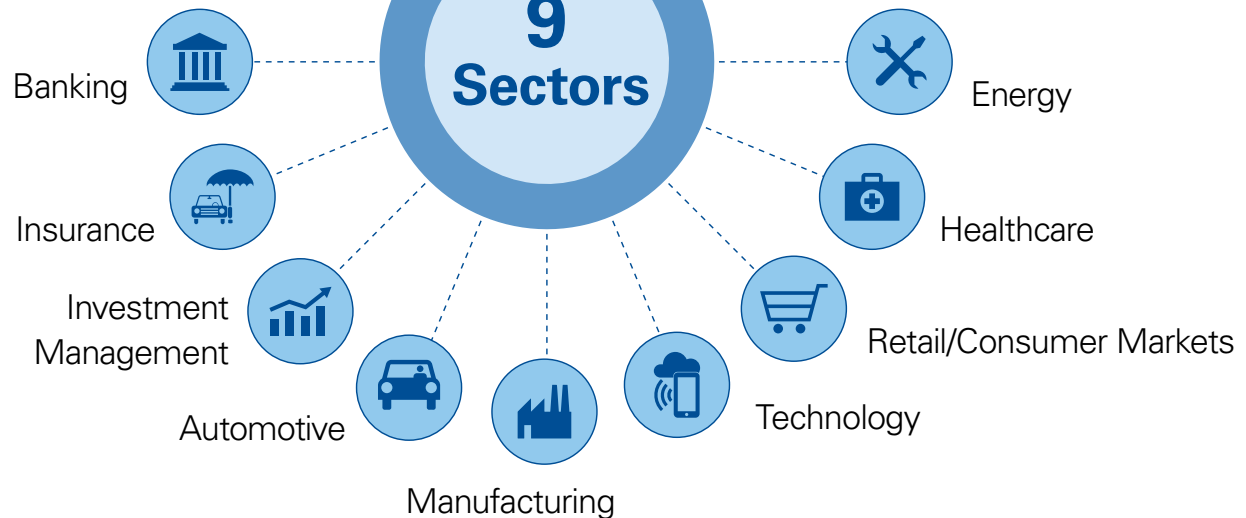 9
Sectors
Banking
Insurance
Investment
Management
Automotive
Manufacturing
Technology
Retail/Consumer Markets
Healthcare
Energy